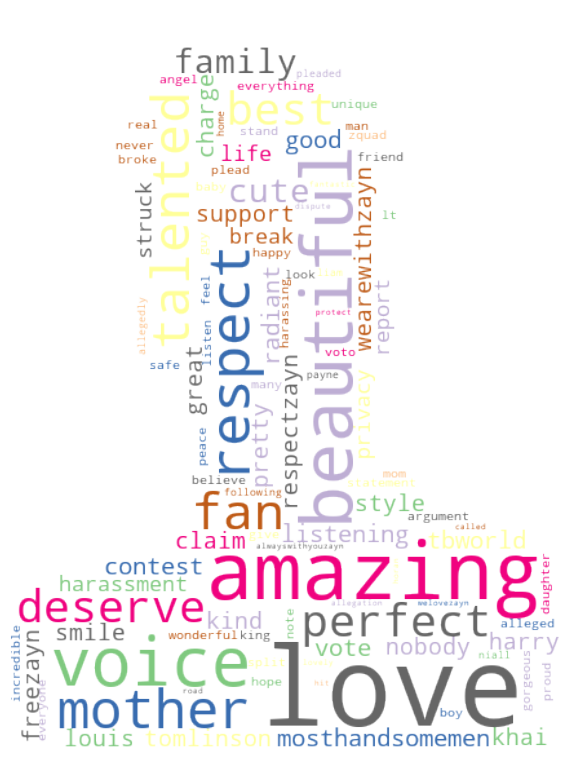 family
angel
pleaded
everything
talented
charge
best
unique
real
home
stand
man
good
zquad
never
life
beautiful
broke
friend
plead
struck
baby
cute
support
dispute
lt
break
wearewithzayn
happy
respect
look
radiant
harassing
feel
report
allegedly
listen
protect
voto
safe
great
respectzayn
payne
many
privacy
pretty
peace
believe
mom
statement
following
fan
style
argument
called
claim
listening
tbworld
alwayswithyouzayn
contest
amazing
daughter
harassment
deserve
allegation
welovezayn
kind
perfect
alleged
smile
note
wonderful
king
vote
nobody
harry
incredible
freezayn
voice
love
niall
gorgeous
proud
everyone
hope
road
hit
mother
boy
louis
tomlinson
mosthandsomemen
khai